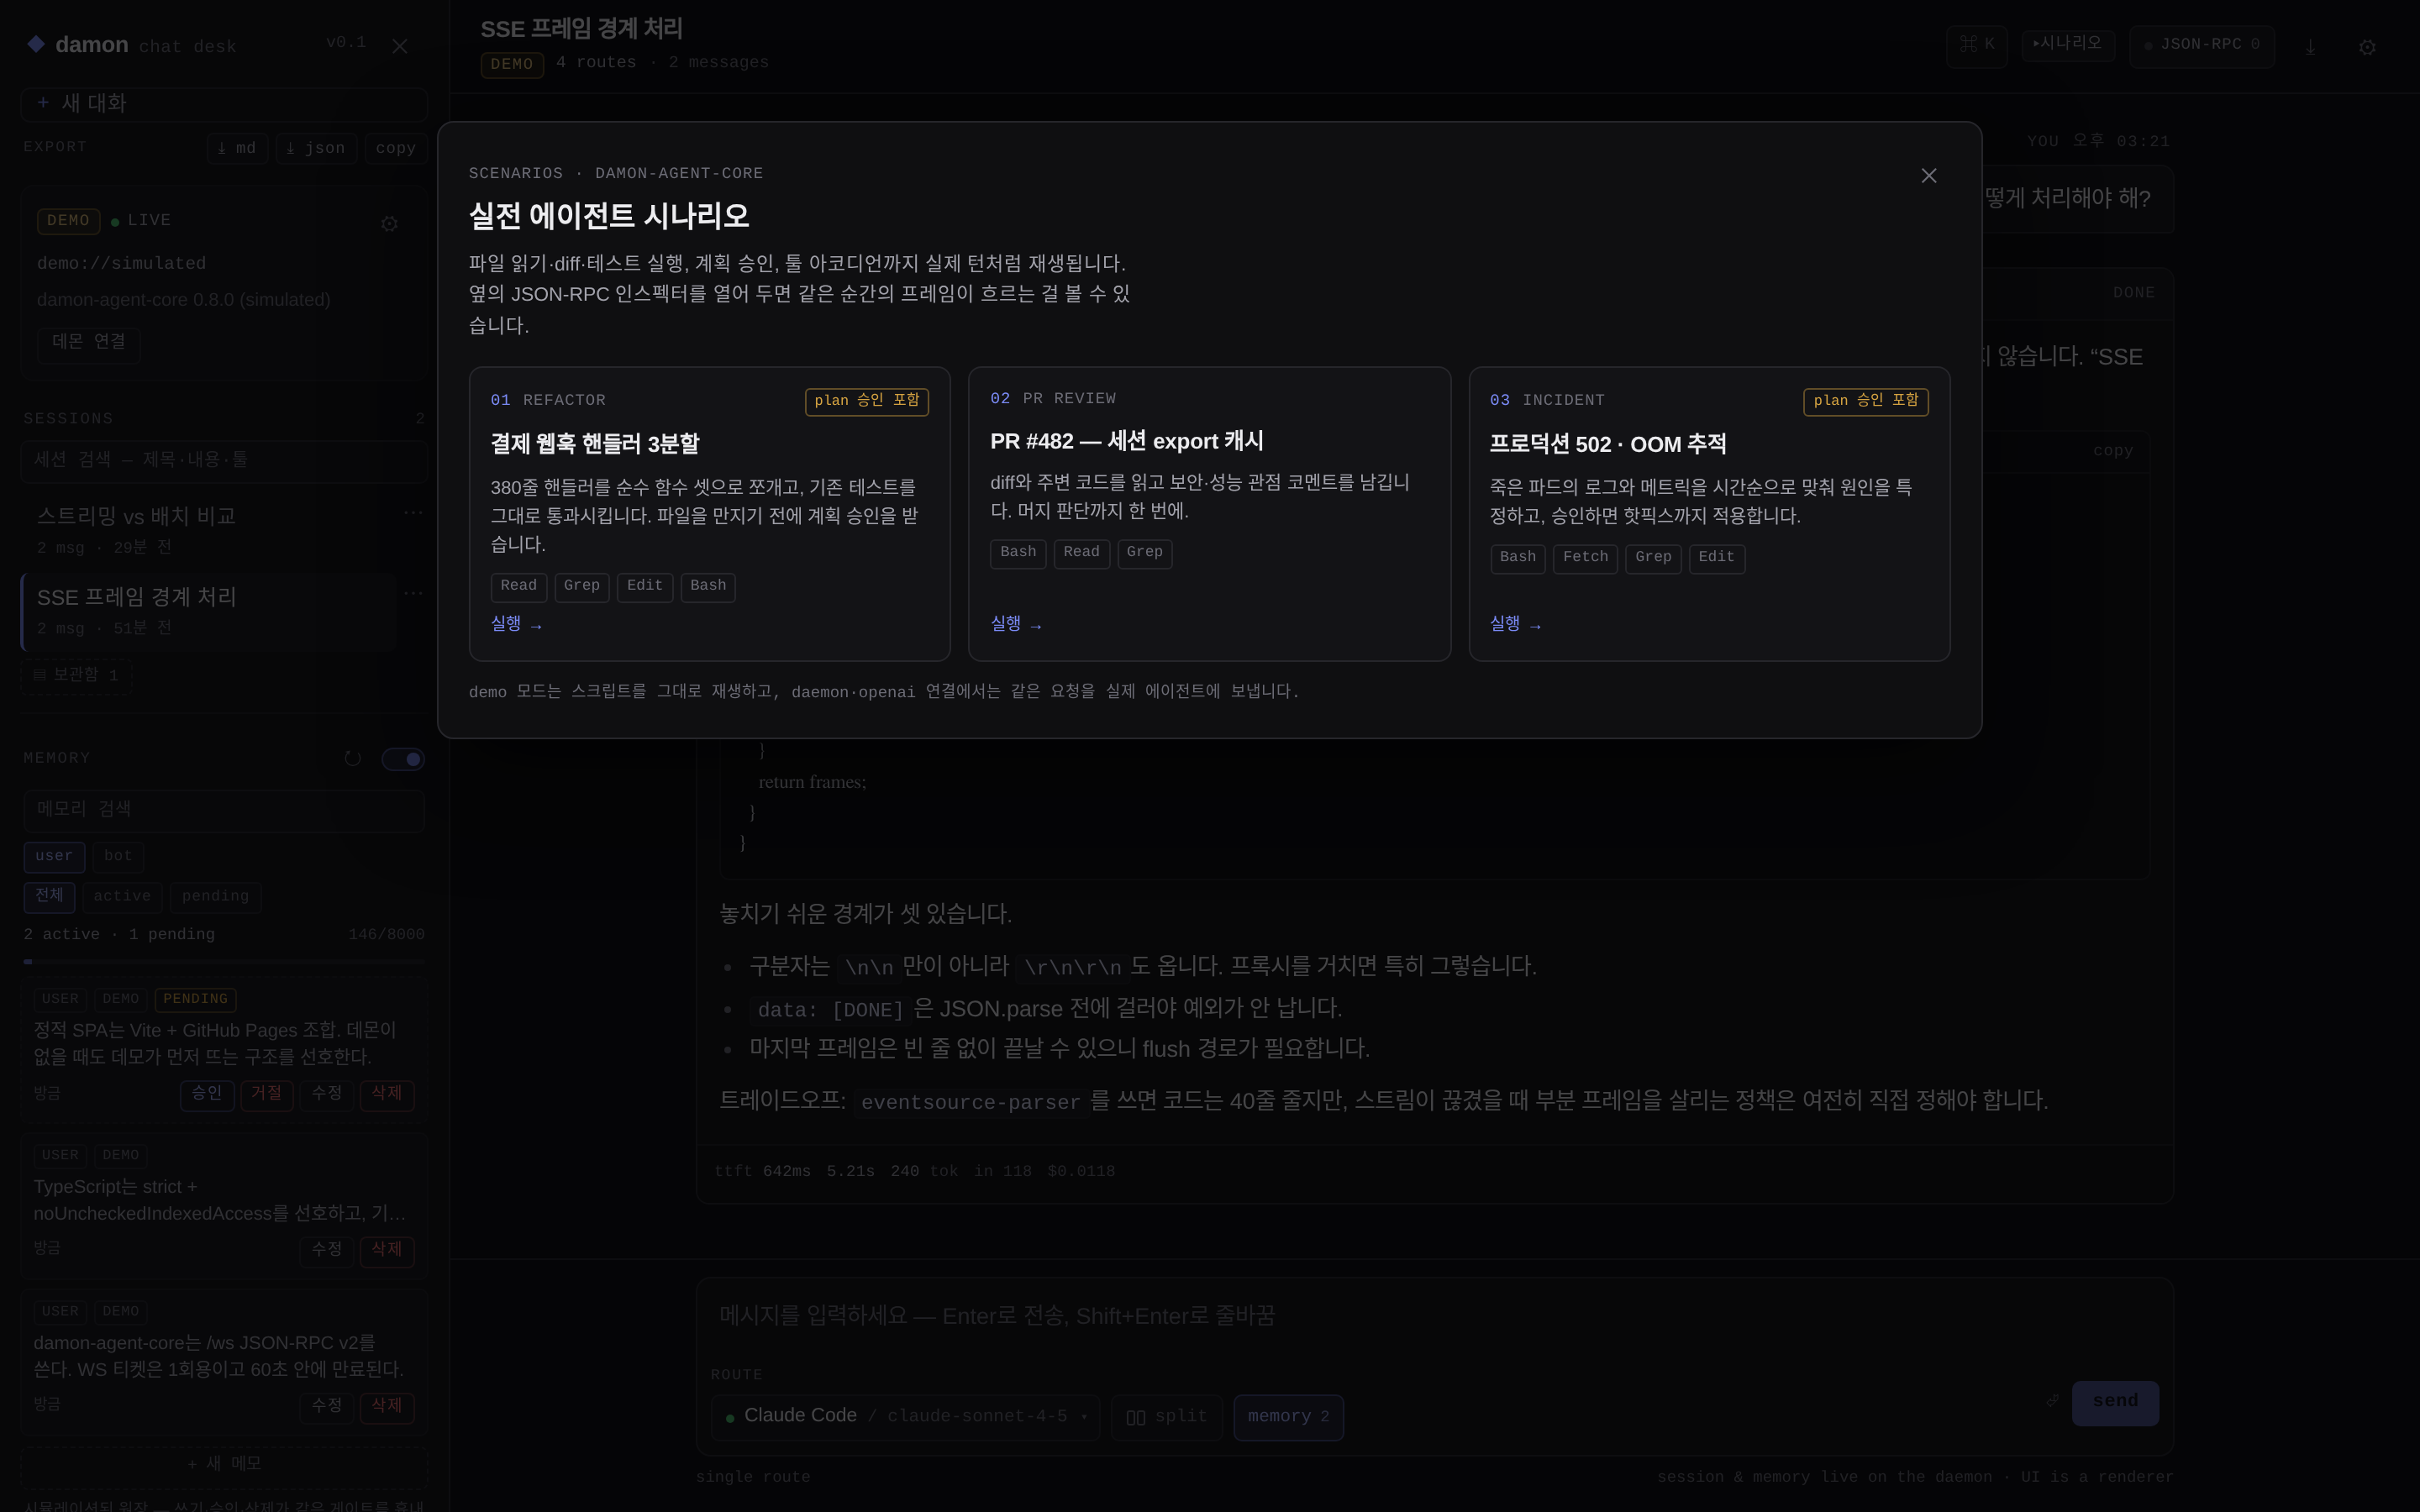 damon chat desk v0.1
+ 새 대화
EXPORT md json copy
DEMO LIVE
demo://simulated
damon-agent-core 0.8.0 (simulated)
데몬 연결
SESSIONS 2
세션 검색 — 제목·내용·툴
스트리밍 vs 배치 비교
2 msg · 29분 전
SSE 프레임 경계 처리
2 msg · 51분 전
보관함 1
MEMORY
메모리 검색
user bot
전체 active pending
2 active · 1 pending 146/8000
USER DEMO PENDING
정적 SPA는 Vite + GitHub Pages 조합. 데몬이
없을 때도 데모가 먼저 뜨는 구조를 선호한다.
방금 승인 거절 수정 삭제
USER DEMO
TypeScript는 strict +
noUncheckedIndexedAccess를 선호하고, 기…
방금 수정 삭제
USER DEMO
damon-agent-core는 /ws JSON-RPC v2를
쓴다. WS 티켓은 1회용이고 60초 안에 만료된다.
방금 수정 삭제
+ 새 메모
SSE 프레임 경계 처리
DEMO 4 routes · 2 messages
⌘ K ▸시나리오 JSON-RPC 0
YOU 오후 03:21
떻게 처리해야 해?
DONE
않습니다. “SSE
copy
SCENARIOS · DAMON-AGENT-CORE
실전 에이전트 시나리오
파일 읽기·diff·테스트 실행, 계획 승인, 툴 아코디언까지 실제 턴처럼 재생됩니다.
옆의 JSON-RPC 인스펙터를 열어 두면 같은 순간의 프레임이 흐르는 걸 볼 수 있
습니다.
01 REFACTOR plan 승인 포함
결제 웹훅 핸들러 3분할
380줄 핸들러를 순수 함수 셋으로 쪼개고, 기존 테스트를
그대로 통과시킵니다. 파일을 만지기 전에 계획 승인을 받
습니다.
Read Grep Edit Bash
실행 →
02 PR REVIEW
PR #482 — 세션 export 캐시
diff와 주변 코드를 읽고 보안·성능 관점 코멘트를 남깁니
다. 머지 판단까지 한 번에.
Bash Read Grep
실행 →
03 INCIDENT plan 승인 포함
프로덕션 502 · OOM 추적
죽은 파드의 로그와 메트릭을 시간순으로 맞춰 원인을 특
정하고, 승인하면 핫픽스까지 적용합니다.
Bash Fetch Grep Edit
실행 →
demo 모드는 스크립트를 그대로 재생하고, daemon·openai 연결에서는 같은 요청을 실제 에이전트에 보냅니다.
}
return frames;
}
}
놓치기 쉬운 경계가 셋 있습니다.
• 구분자는 \n\n 만이 아니라 \r\n\r\n 도 옵니다. 프록시를 거치면 특히 그렇습니다.
• data: [DONE] 은 JSON.parse 전에 걸러야 예외가 안 납니다.
• 마지막 프레임은 빈 줄 없이 끝날 수 있으니 flush 경로가 필요합니다.
트레이드오프: eventsource-parser 를 쓰면 코드는 40줄 줄지만, 스트림이 끊겼을 때 부분 프레임을 살리는 정책은 여전히 직접 정해야 합니다.
ttft 642ms 5.21s 240 tok in 118 $0.0118
메시지를 입력하세요 — Enter로 전송, Shift+Enter로 줄바꿈
ROUTE
Claude Code / claude-sonnet-4-5 ▾ split memory 2
send
single route
session & memory live on the daemon · UI is a renderer